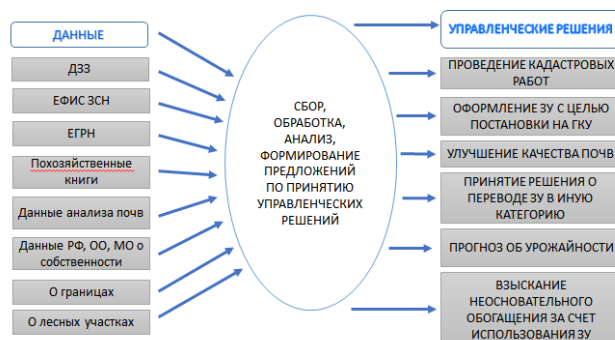 ДАННЫЕ
ДЗЗ
ЕФИС ЗСН
ЕГРН
Похозяйственные
книги
Данные анализа почв
Данные РФ, ОО, МО о
собственности
О границах
О лесных участках
СБОР,
ОБРАБОТКА,
АНАЛИЗ,
ФОРМИРОВАНИЕ
ПРЕДЛОЖЕНИЙ
ПО ПРИНЯТИЮ
УПРАВЛЕНЧЕСКИХ
РЕШЕНИЙ
УПРАВЛЕНЧЕСКИЕ РЕШЕНИЯ
ПРОВЕДЕНИЕ КАДАСТРОВЫХ
РАБОТ
ОФОРМЛЕНИЕ ЗУ С ЦЕЛЬЮ
ПОСТАНОВКИ НА ГКУ
УЛУЧШЕНИЕ КАЧЕСТВА ПОЧВ
ПРИНЯТИЕ РЕШЕНИЯ О
ПЕРЕВОДЕ ЗУ В ИНУЮ
КАТЕГОРИЮ
ПРОГНОЗ ОБ УРОЖАЙНОСТИ
ВЗЫСКАНИЕ
НЕОСНОВАТЕЛЬНОГО
ОБОГАЩЕНИЯ ЗА СЧЕТ
ИСПОЛЬЗОВАНИЯ ЗУ